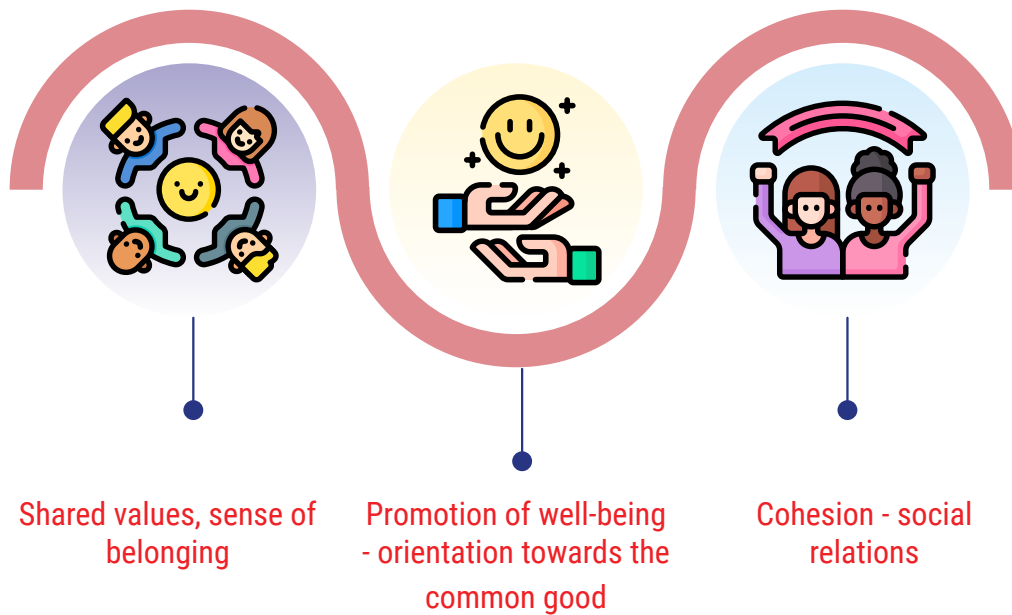 Shared values, sense of
belonging
Promotion of well-being
- orientation towards the
common good
Cohesion - social
relations